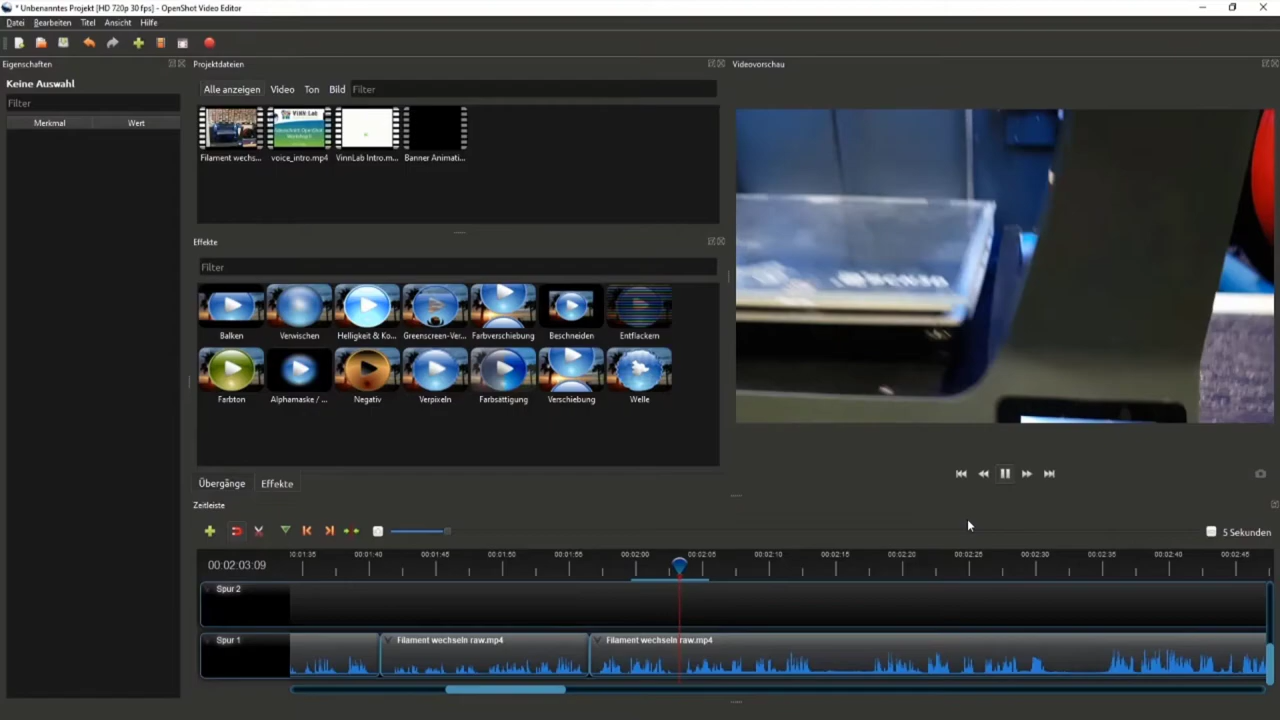 * Unbenanntes Projekt [HD 720p 30 fps] - OpenShot Video Editor
Datei Bearbeiten Titel Ansicht Hilfe
Eigenschaften
Projektdateien
Videovorschau
Keine Auswahl
Filter
Merkmal Wert
Alle anzeigen Video Ton Bild Filter
ViNN Lab
Filament wechs... voice_intro.mp4 VinnLab Intro.m... Banner Animati...
Effekte
Filter
Balken Verwischen Helligkeit & Ko... Greenscreen-Ver... Farbverschiebung Beschneiden Entflackern
Farbton Alphamaske / ... Negativ Verpixeln Farbsättigung Verschiebung Welle
Übergänge Effekte
Zeitleiste
5 Sekunden
00:02:03:09
00:01:35 00:01:40 00:01:45 00:01:50 00:01:55 00:02:00 00:02:05 00:02:10 00:02:15 00:02:20 00:02:25 00:02:30 00:02:35 00:02:40 00:02:45
Spur 2
Spur 1
Filament wechseln raw.mp4 Filament wechseln raw.mp4